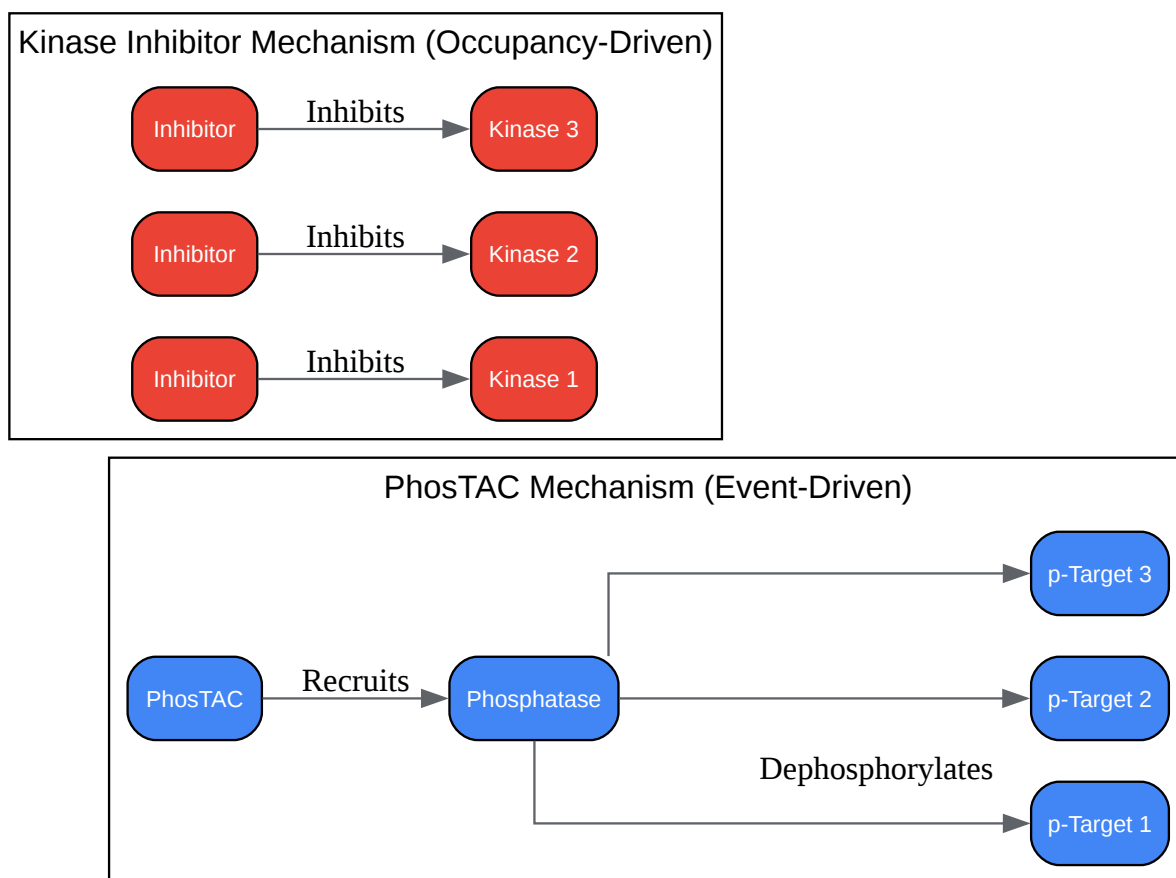 Kinase Inhibitor Mechanism (Occupancy-Driven)
Inhibitor
Inhibits
Kinase 3
Inhibitor
Inhibits
Kinase 2
Inhibitor
Inhibits
Kinase 1
PhosTAC Mechanism (Event-Driven)
p-Target 3
PhosTAC
Recruits
Phosphatase
p-Target 2
Dephosphorylates
p-Target 1